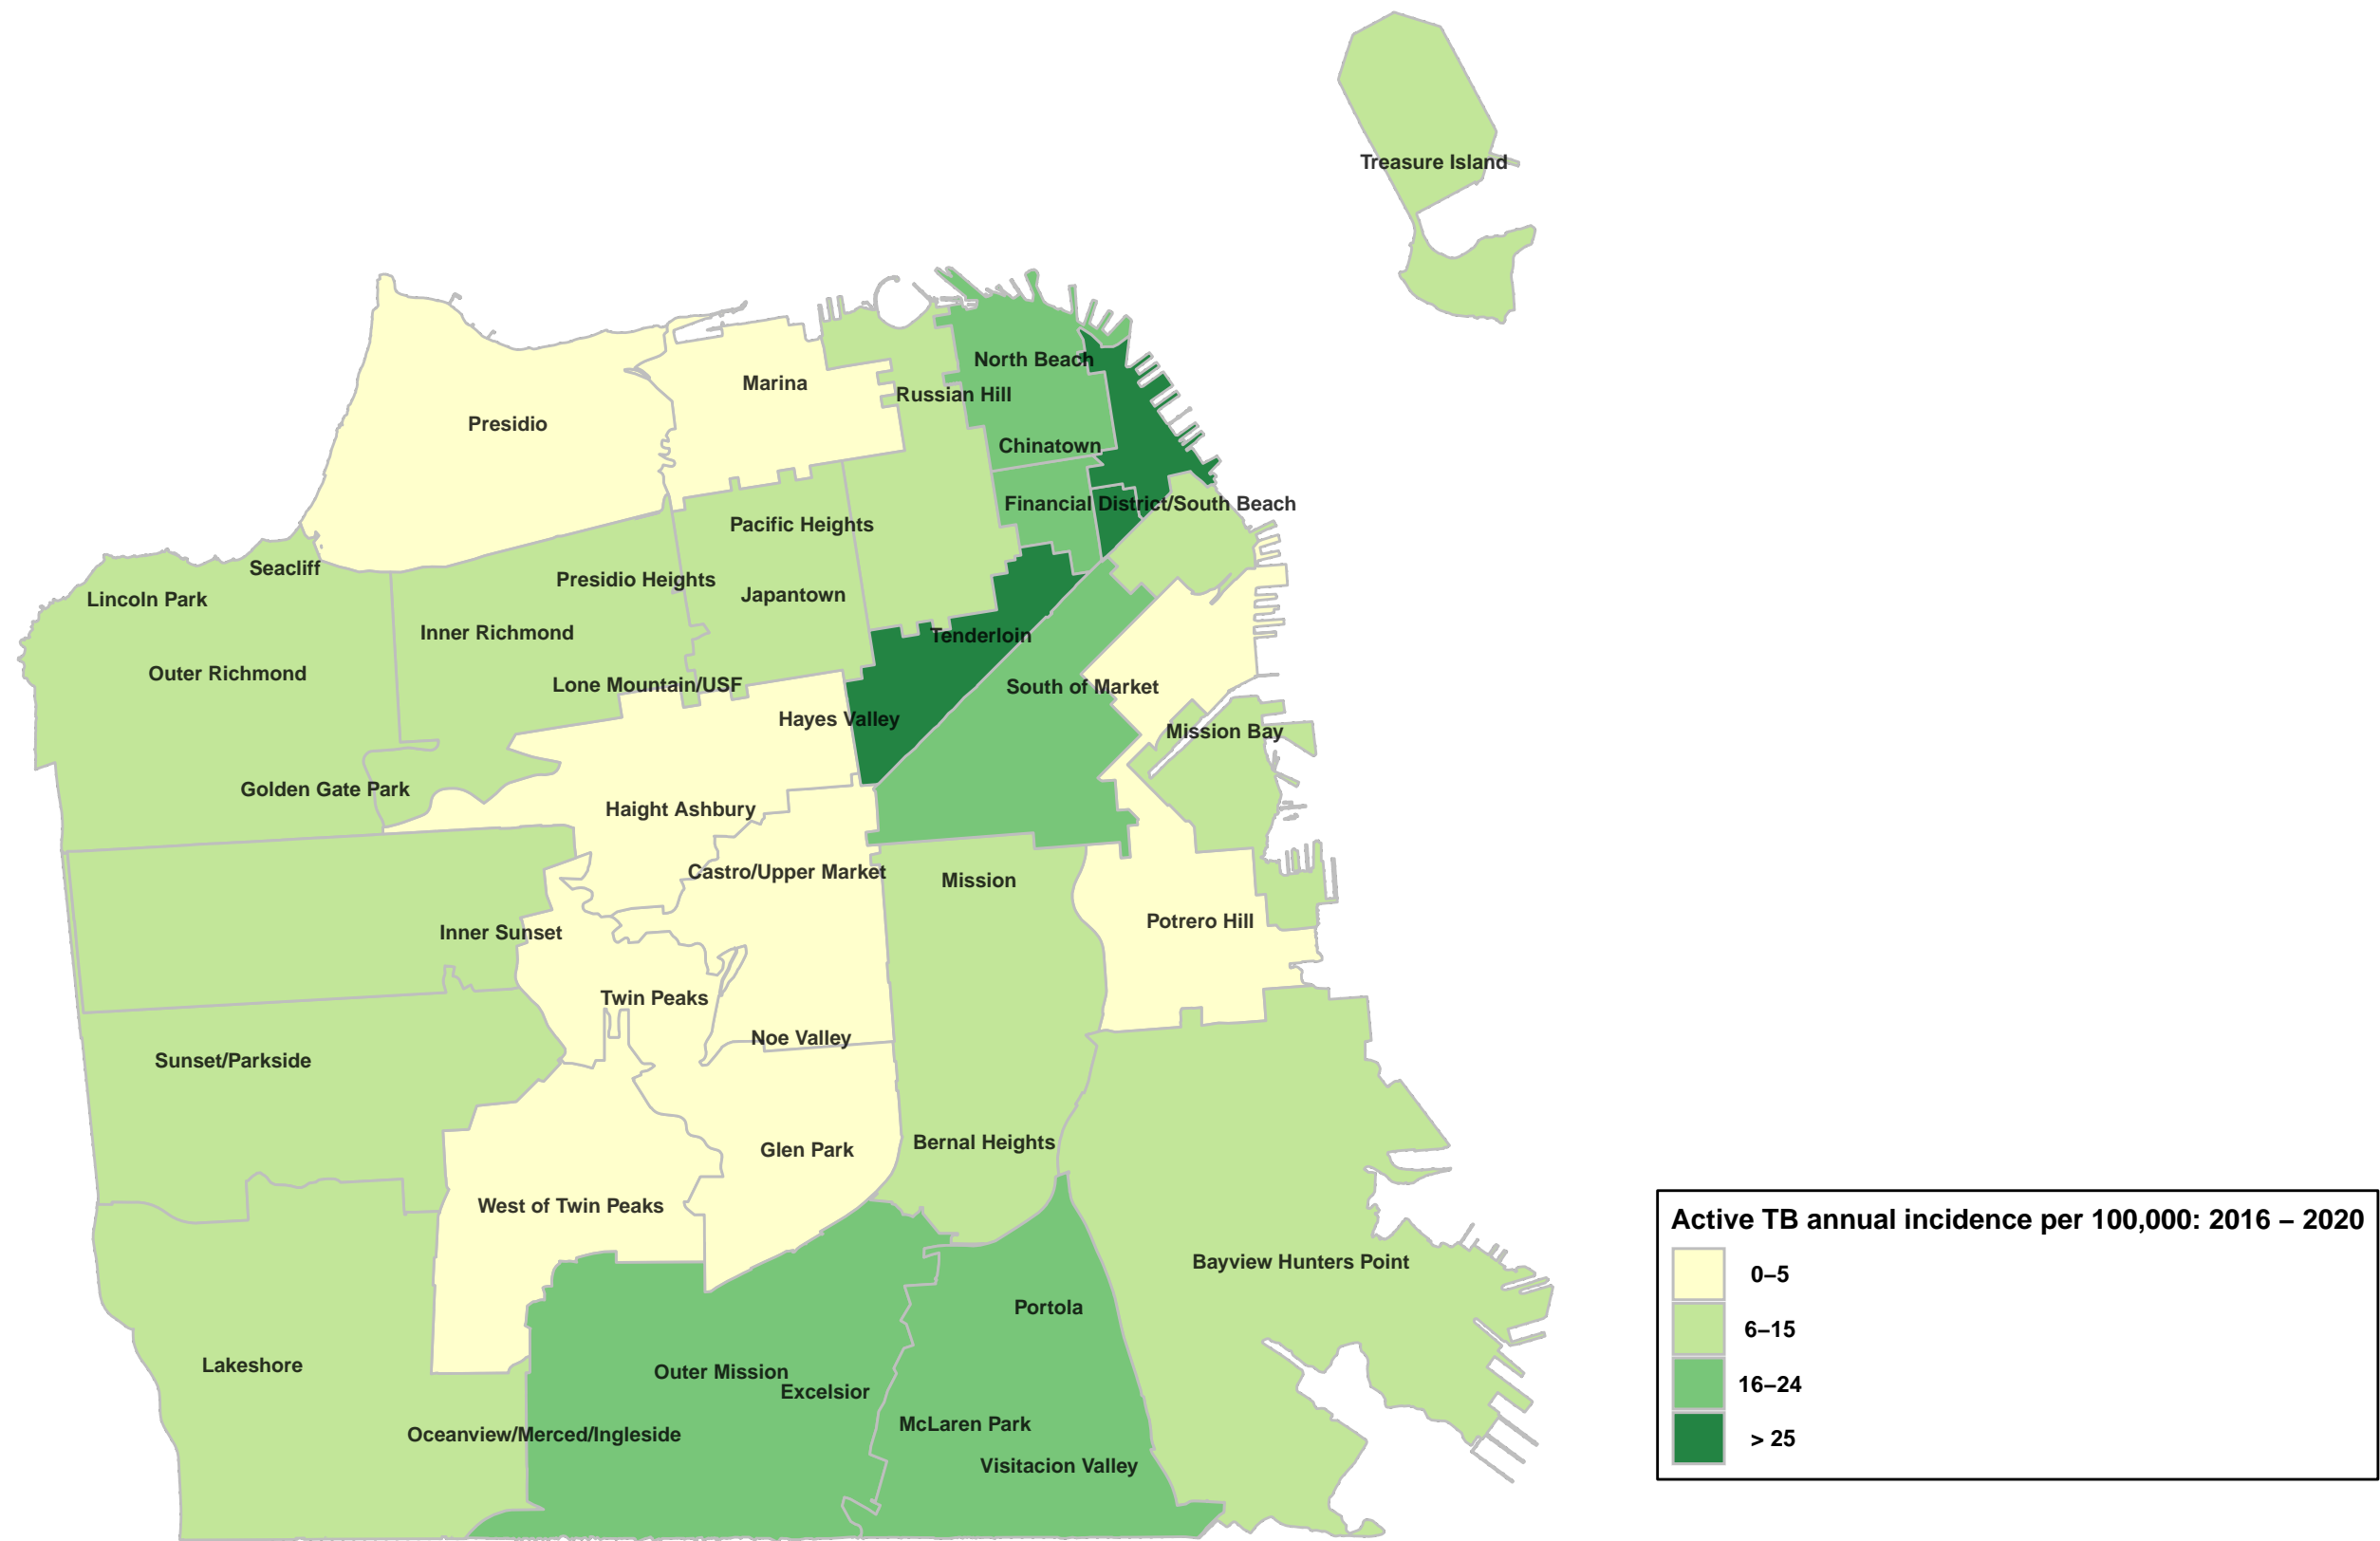 Treasure Island
North Beach
Marina
Russian Hill
Presidio
Chinatown
Financial District/South Beach
Pacific Heights
Seacliff
Presidio Heights
Japantown
Lincoln Park
Inner Richmond
Tenderloin
Outer Richmond
Lone Mountain/USF
South of Market
Hayes Valley
Mission Bay
Golden Gate Park
Haight Ashbury
Castro/Upper Market
Mission
Potrero Hill
Inner Sunset
Twin Peaks
Noe Valley
Sunset/Parkside
Bernal Heights
Glen Park
West of Twin Peaks
Bayview Hunters Point
Portola
Lakeshore
Outer Mission
Excelsior
McLaren Park
Oceanview/Merced/Ingleside
Visitacion Valley
Active TB annual incidence per 100,000: 2016 – 2020
0–5
6–15
16–24
> 25